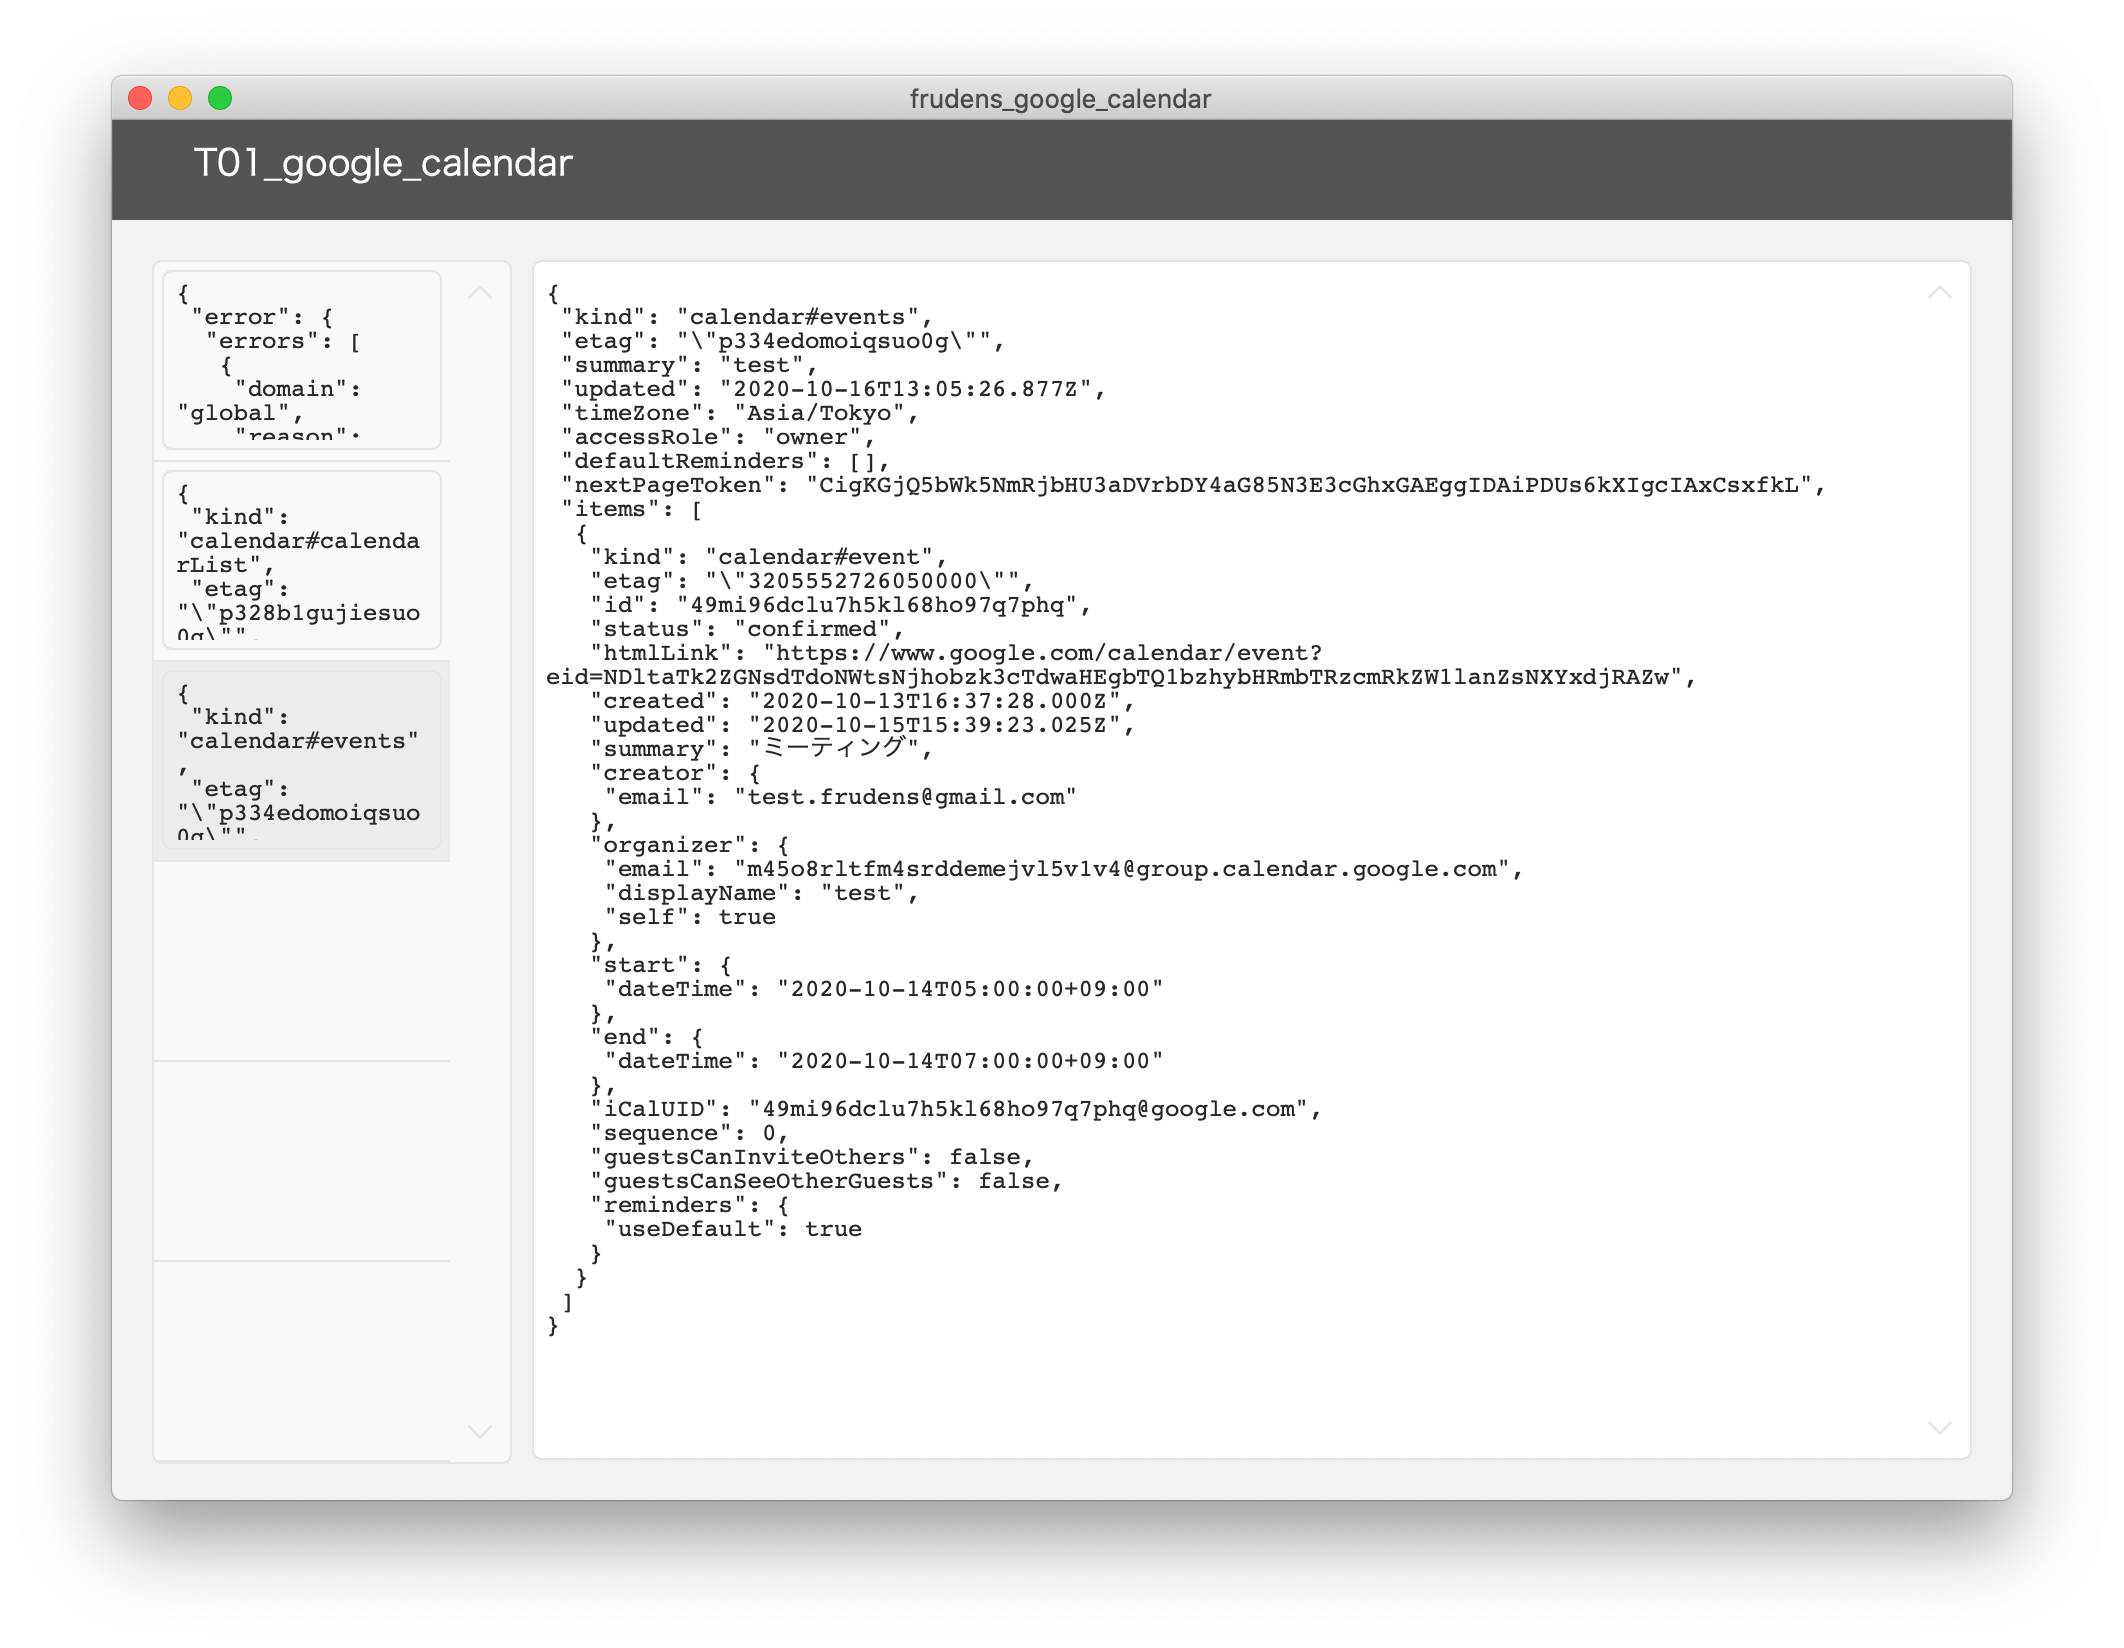 frudens_google_calendar
T01_google_calendar
{
"error": {
"errors": [
{
"domain":
"global",
"reason":
{
"kind":
"calendar#calenda
rList",
"etag":
"\"p328b1gujiesuo
0g\"",
{
"kind":
"calendar#events"
,
"etag":
"\"p334edomoiqsuo
0g\"",
{
"kind": "calendar#events",
"etag": "\"p334edomoiqsuo0g\"",
"summary": "test",
"updated": "2020-10-16T13:05:26.877Z",
"timeZone": "Asia/Tokyo",
"accessRole": "owner",
"defaultReminders": [],
"nextPageToken": "CigKGjQ5bWk5NmRjbHU3aDVrbDY4aG85N3E3cGhxGAEggIDAiPDUs6kXIgcIAxCsxfkL",
"items": [
{
"kind": "calendar#event",
"etag": "\"3205552726050000\"",
"id": "49mi96dclu7h5kl68ho97q7phq",
"status": "confirmed",
"htmlLink": "https://www.google.com/calendar/event?
eid=NDltaTk2ZGNsdTdoNWtsNjhobzk3cTdwaHEgbTQ1bzhybHRmbTRzcmRkZW1lanZsNXYxdjRAZw",
"created": "2020-10-13T16:37:28.000Z",
"updated": "2020-10-15T15:39:23.025Z",
"summary": "ミーティング",
"creator": {
"email": "test.frudens@gmail.com"
},
"organizer": {
"email": "m45o8rltfm4srddemejvl5v1v4@group.calendar.google.com",
"displayName": "test",
"self": true
},
"start": {
"dateTime": "2020-10-14T05:00:00+09:00"
},
"end": {
"dateTime": "2020-10-14T07:00:00+09:00"
},
"iCalUID": "49mi96dclu7h5kl68ho97q7phq@google.com",
"sequence": 0,
"guestsCanInviteOthers": false,
"guestsCanSeeOtherGuests": false,
"reminders": {
"useDefault": true
}
}
]
}